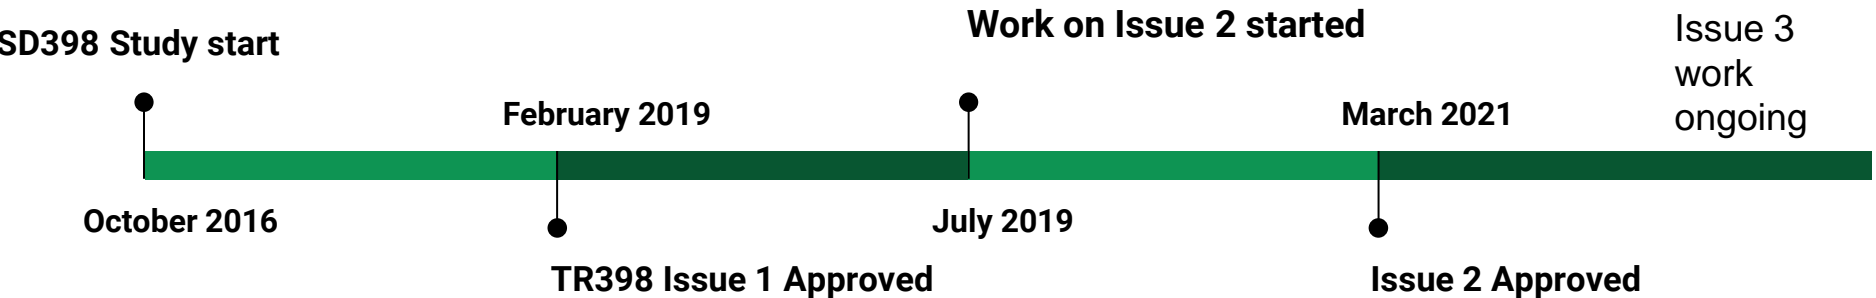 SD398 Study start
October 2016
February 2019
TR398 Issue 1 Approved
Work on Issue 2 started
July 2019
March 2021
Issue 2 Approved
Issue 3
work
ongoing